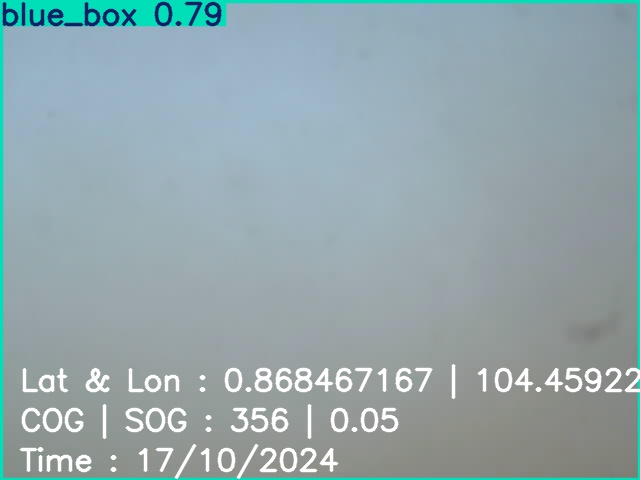 blue_box 0.79
Lat & Lon : 0.868467167 | 104.45922
COG | SOG : 356 | 0.05
Time : 17/10/2024